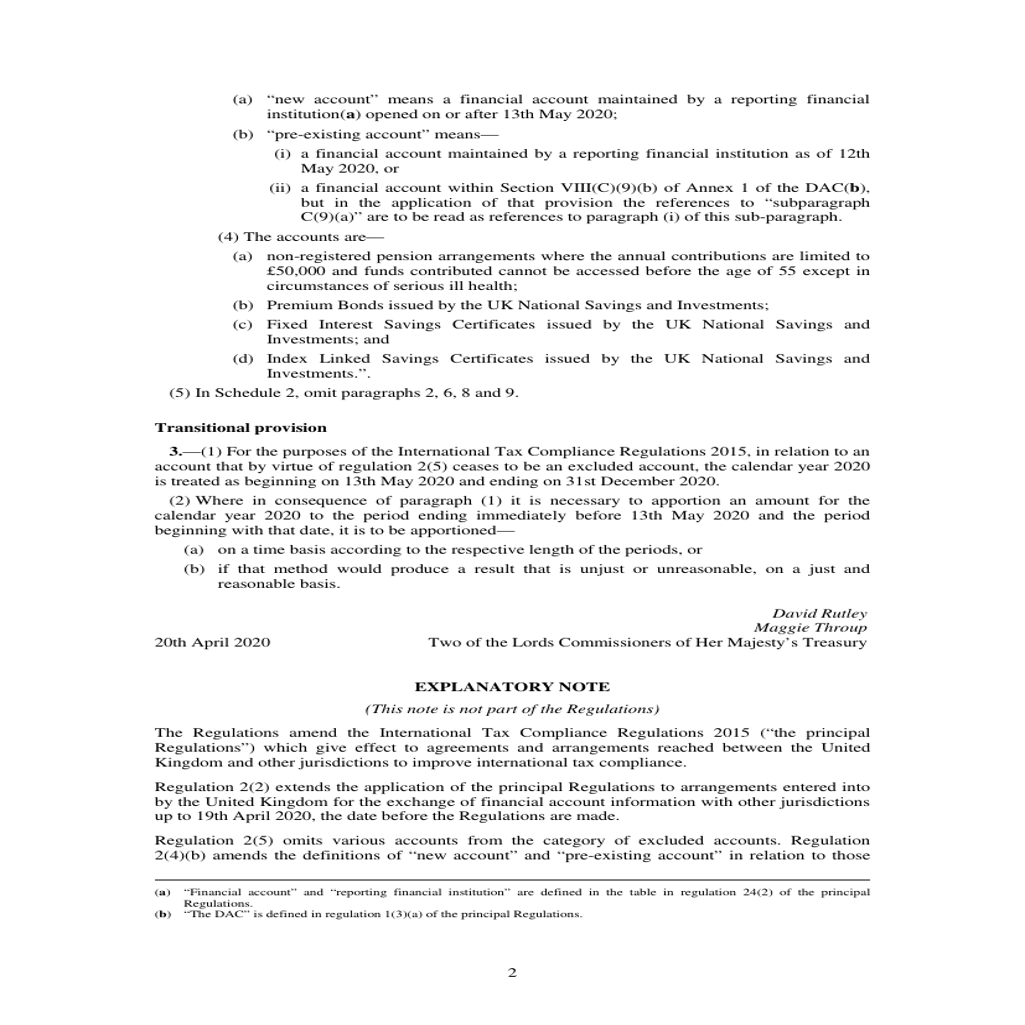 (a) “new account” means a financial account maintained by a reporting financial
institution(a) opened on or after 13th May 2020;
(b) “pre-existing account” means—
(i) a financial account maintained by a reporting financial institution as of 12th
May 2020, or
(ii) a financial account within Section VIII(C)(9)(b) of Annex 1 of the DAC(b),
but in the application of that provision the references to “subparagraph
C(9)(a)” are to be read as references to paragraph (i) of this sub-paragraph.
(4) The accounts are—
(a) non-registered pension arrangements where the annual contributions are limited to
£50,000 and funds contributed cannot be accessed before the age of 55 except in
circumstances of serious ill health;
(b) Premium Bonds issued by the UK National Savings and Investments;
(c) Fixed Interest Savings Certificates issued by the UK National Savings and
Investments; and
(d) Index Linked Savings Certificates issued by the UK National Savings and
Investments.”.
(5) In Schedule 2, omit paragraphs 2, 6, 8 and 9.
Transitional provision
3.—(1) For the purposes of the International Tax Compliance Regulations 2015, in relation to an
account that by virtue of regulation 2(5) ceases to be an excluded account, the calendar year 2020
is treated as beginning on 13th May 2020 and ending on 31st December 2020.
(2) Where in consequence of paragraph (1) it is necessary to apportion an amount for the
calendar year 2020 to the period ending immediately before 13th May 2020 and the period
beginning with that date, it is to be apportioned—
(a) on a time basis according to the respective length of the periods, or
(b) if that method would produce a result that is unjust or unreasonable, on a just and
reasonable basis.
David Rutley
Maggie Throup
20th April 2020 Two of the Lords Commissioners of Her Majesty’s Treasury
EXPLANATORY NOTE
(This note is not part of the Regulations)
The Regulations amend the International Tax Compliance Regulations 2015 (“the principal
Regulations”) which give effect to agreements and arrangements reached between the United
Kingdom and other jurisdictions to improve international tax compliance.
Regulation 2(2) extends the application of the principal Regulations to arrangements entered into
by the United Kingdom for the exchange of financial account information with other jurisdictions
up to 19th April 2020, the date before the Regulations are made.
Regulation 2(5) omits various accounts from the category of excluded accounts. Regulation
2(4)(b) amends the definitions of “new account” and “pre-existing account” in relation to those
(a) “Financial account” and “reporting financial institution” are defined in the table in regulation 24(2) of the principal
Regulations.
(b) “The DAC” is defined in regulation 1(3)(a) of the principal Regulations.
2